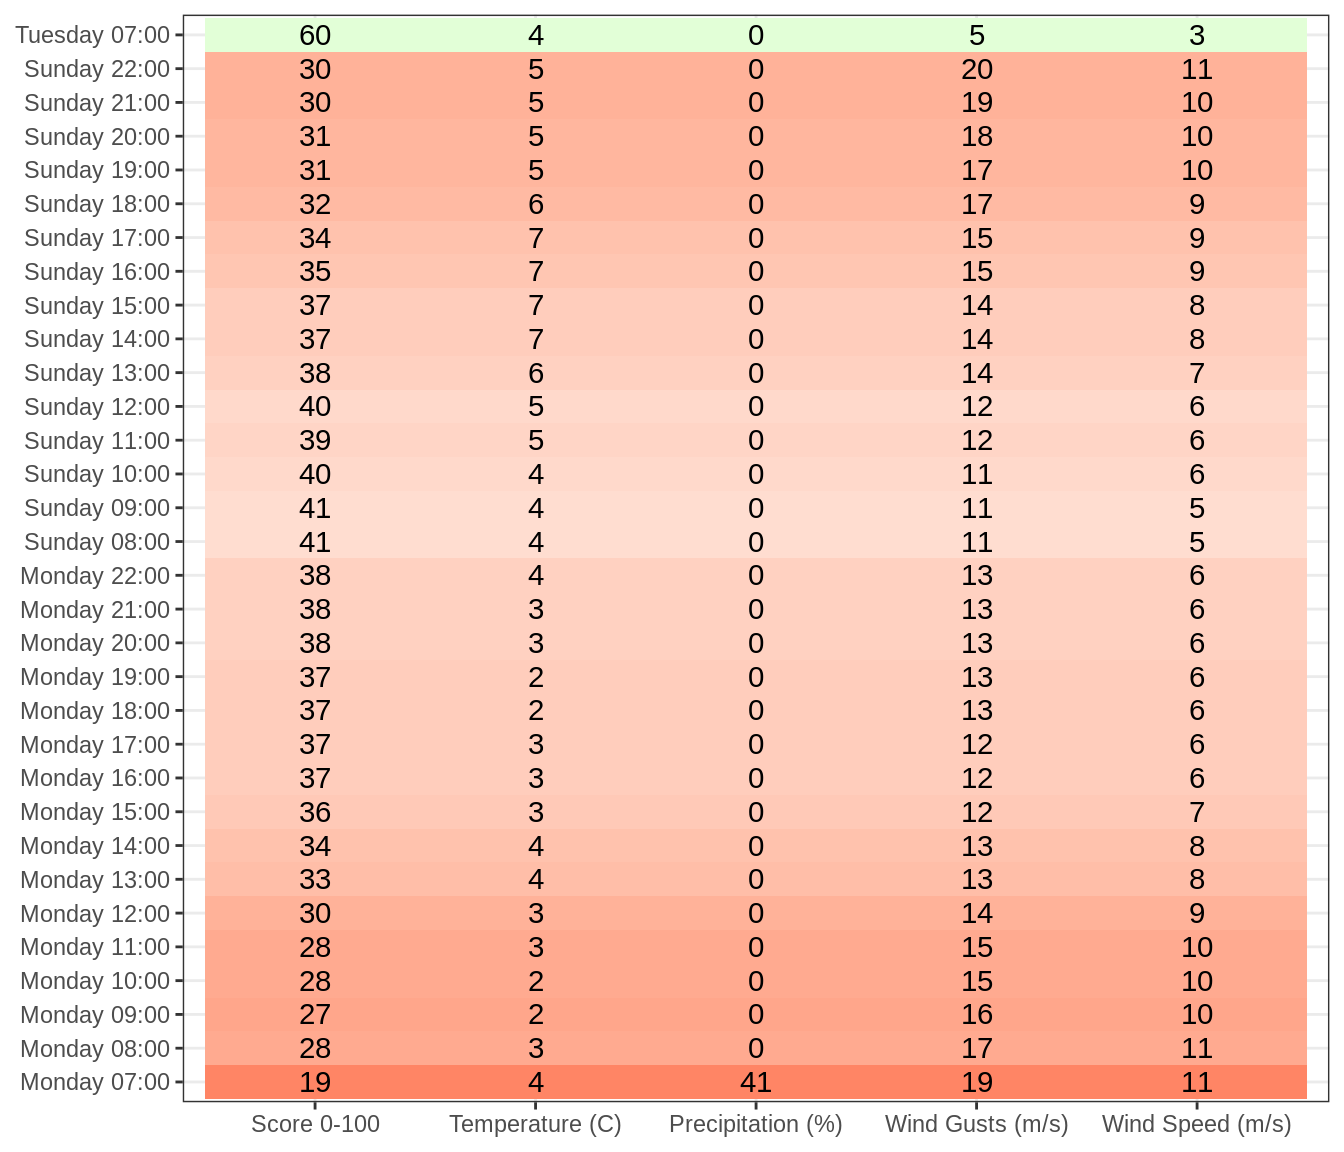 Tuesday 07:00 60 4 0 5 3
Sunday 22:00 30 5 0 20 11
Sunday 21:00 30 5 0 19 10
Sunday 20:00 31 5 0 18 10
Sunday 19:00 31 5 0 17 10
Sunday 18:00 32 6 0 17 9
Sunday 17:00 34 7 0 15 9
Sunday 16:00 35 7 0 15 9
Sunday 15:00 37 7 0 14 8
Sunday 14:00 37 7 0 14 8
Sunday 13:00 38 6 0 14 7
Sunday 12:00 40 5 0 12 6
Sunday 11:00 39 5 0 12 6
Sunday 10:00 40 4 0 11 6
Sunday 09:00 41 4 0 11 5
Sunday 08:00 41 4 0 11 5
Monday 22:00 38 4 0 13 6
Monday 21:00 38 3 0 13 6
Monday 20:00 38 3 0 13 6
Monday 19:00 37 2 0 13 6
Monday 18:00 37 2 0 13 6
Monday 17:00 37 3 0 12 6
Monday 16:00 37 3 0 12 6
Monday 15:00 36 3 0 12 7
Monday 14:00 34 4 0 13 8
Monday 13:00 33 4 0 13 8
Monday 12:00 30 3 0 14 9
Monday 11:00 28 3 0 15 10
Monday 10:00 28 2 0 15 10
Monday 09:00 27 2 0 16 10
Monday 08:00 28 3 0 17 11
Monday 07:00 19 4 41 19 11
Score 0-100 Temperature (C) Precipitation (%) Wind Gusts (m/s) Wind Speed (m/s)